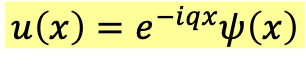 u(x) = e^{-iqx}ψ(x)